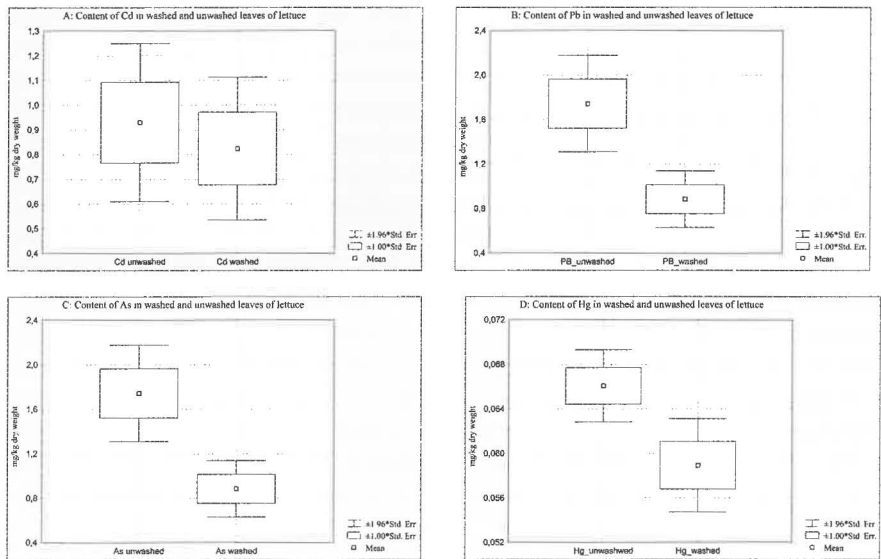 A: Content of Cd in washed and unwashed leaves of lettuce
mg/kg dry weight
1,3
1,2
1,1
1,0
0,9
0,8
0,7
0,6
0,5
0,4
Cd unwashed
Cd washed
±1.96*Std Err
±1.00*Std. Err.
Mean
B: Content of Pb in washed and unwashed leaves of lettuce
mg/kg dry weight
2,4
2,0
1,6
1,2
0,8
0,4
PB_unwashed
PB_washed
±1.96*Std Err.
±1.00*Std. Err.
Mean
C: Content of As in washed and unwashed leaves of lettuce
mg/kg dry weight
2,4
2,0
1,6
1,2
0,8
0,4
As unwashed
As washed
±1 96*Std Err
±1.00*Std. Err
Mean
D: Content of Hg in washed and unwashed leaves of lettuce
mg/kg dry weight
0,072
0,068
0,064
0,080
0,056
0,052
Hg_unwashwed
Hg_washed
±1.96*Std Err
±1.00*Std. Err
Mean